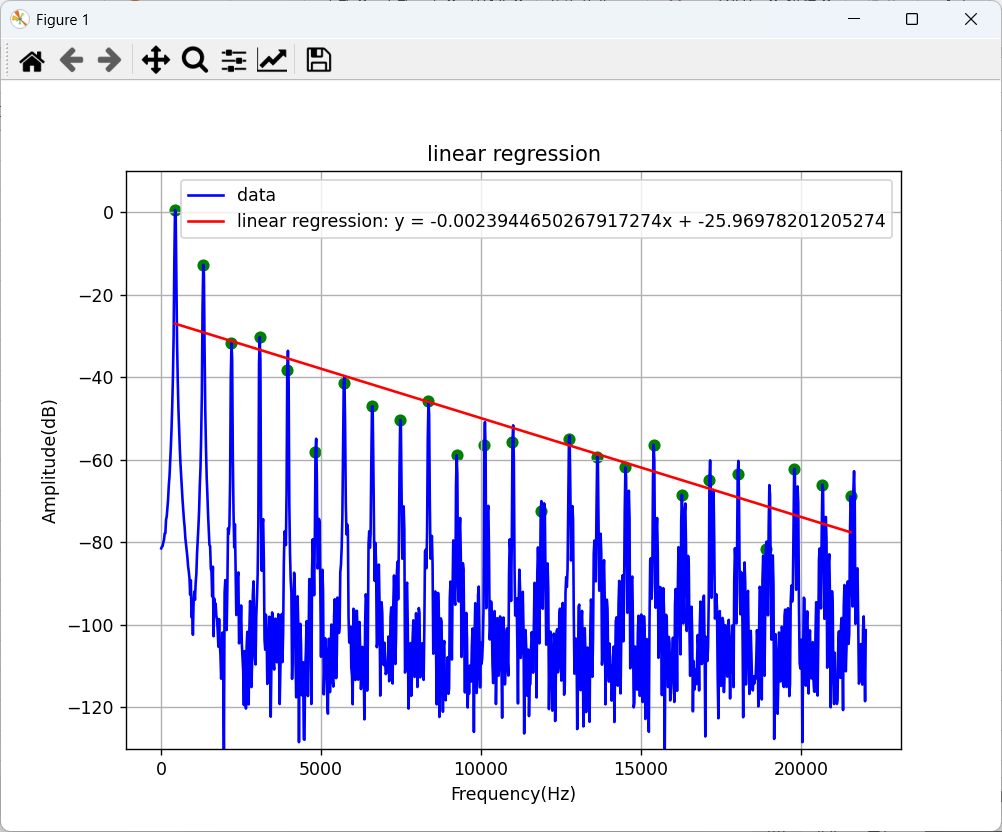 Figure 1
linear regression
data
linear regression: y = -0.0023944650267917274x + -25.96978201205274
Amplitude(dB)
0
−20
−40
−60
−80
−100
−120
0 5000 10000 15000 20000
Frequency(Hz)